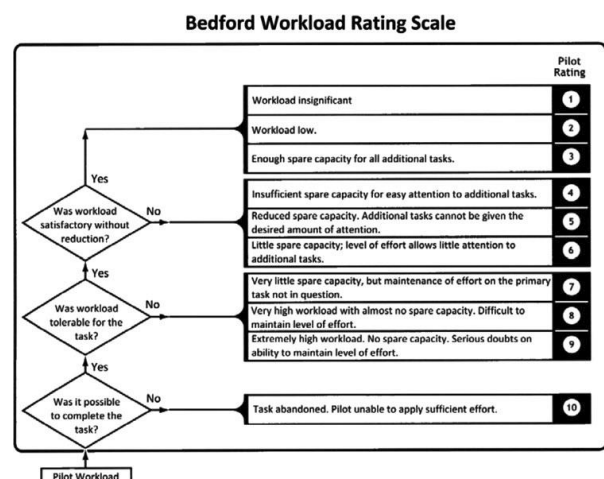 Bedford Workload Rating Scale
Pilot
Rating
Workload insignificant
1
Workload low.
2
Enough spare capacity for all additional tasks.
3
Yes
Was workload
satisfactory without
reduction?
No
Insufficient spare capacity for easy attention to additional tasks.
4
Reduced spare capacity. Additional tasks cannot be given the
desired amount of attention.
5
Little spare capacity; level of effort allows little attention to
additional tasks.
6
Yes
Was workload
tolerable for the
task?
No
Very little spare capacity, but maintenance of effort on the primary
task not in question.
7
Very high workload with almost no spare capacity. Difficult to
maintain level of effort.
8
Extremely high workload. No spare capacity. Serious doubts on
ability to maintain level of effort.
9
Yes
Was it possible
to complete the
task?
No
Task abandoned. Pilot unable to apply sufficient effort.
10
Pilot Workload